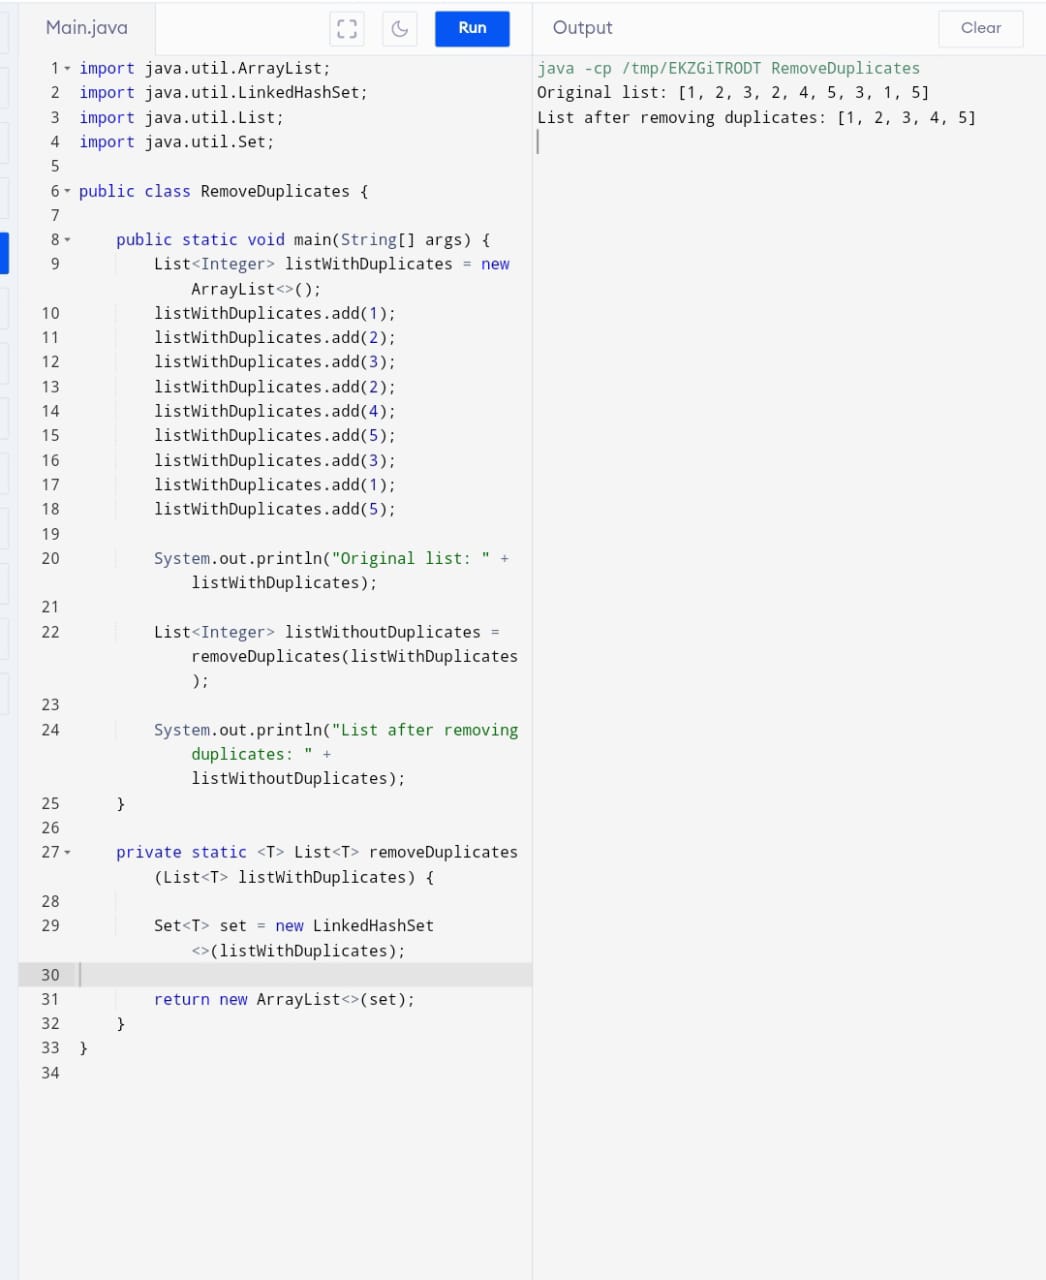 Main.java
Run
Output
Clear
1 import java.util.ArrayList;
2 import java.util.LinkedHashSet;
3 import java.util.List;
4 import java.util.Set;
5
6 public class RemoveDuplicates {
7
8 public static void main(String[] args) {
9 List<Integer> listWithDuplicates = new
ArrayList<>();
10 listWithDuplicates.add(1);
11 listWithDuplicates.add(2);
12 listWithDuplicates.add(3);
13 listWithDuplicates.add(2);
14 listWithDuplicates.add(4);
15 listWithDuplicates.add(5);
16 listWithDuplicates.add(3);
17 listWithDuplicates.add(1);
18 listWithDuplicates.add(5);
19
20 System.out.println("Original list: " +
listWithDuplicates);
21
22 List<Integer> listWithoutDuplicates =
removeDuplicates(listWithDuplicates
);
23
24 System.out.println("List after removing
duplicates: " +
listWithoutDuplicates);
25 }
26
27 private static <T> List<T> removeDuplicates
(List<T> listWithDuplicates) {
28
29 Set<T> set = new LinkedHashSet
<>(listWithDuplicates);
30
31 return new ArrayList<>(set);
32 }
33 }
34
java -cp /tmp/EKZGiTRODT RemoveDuplicates
Original list: [1, 2, 3, 2, 4, 5, 3, 1, 5]
List after removing duplicates: [1, 2, 3, 4, 5]